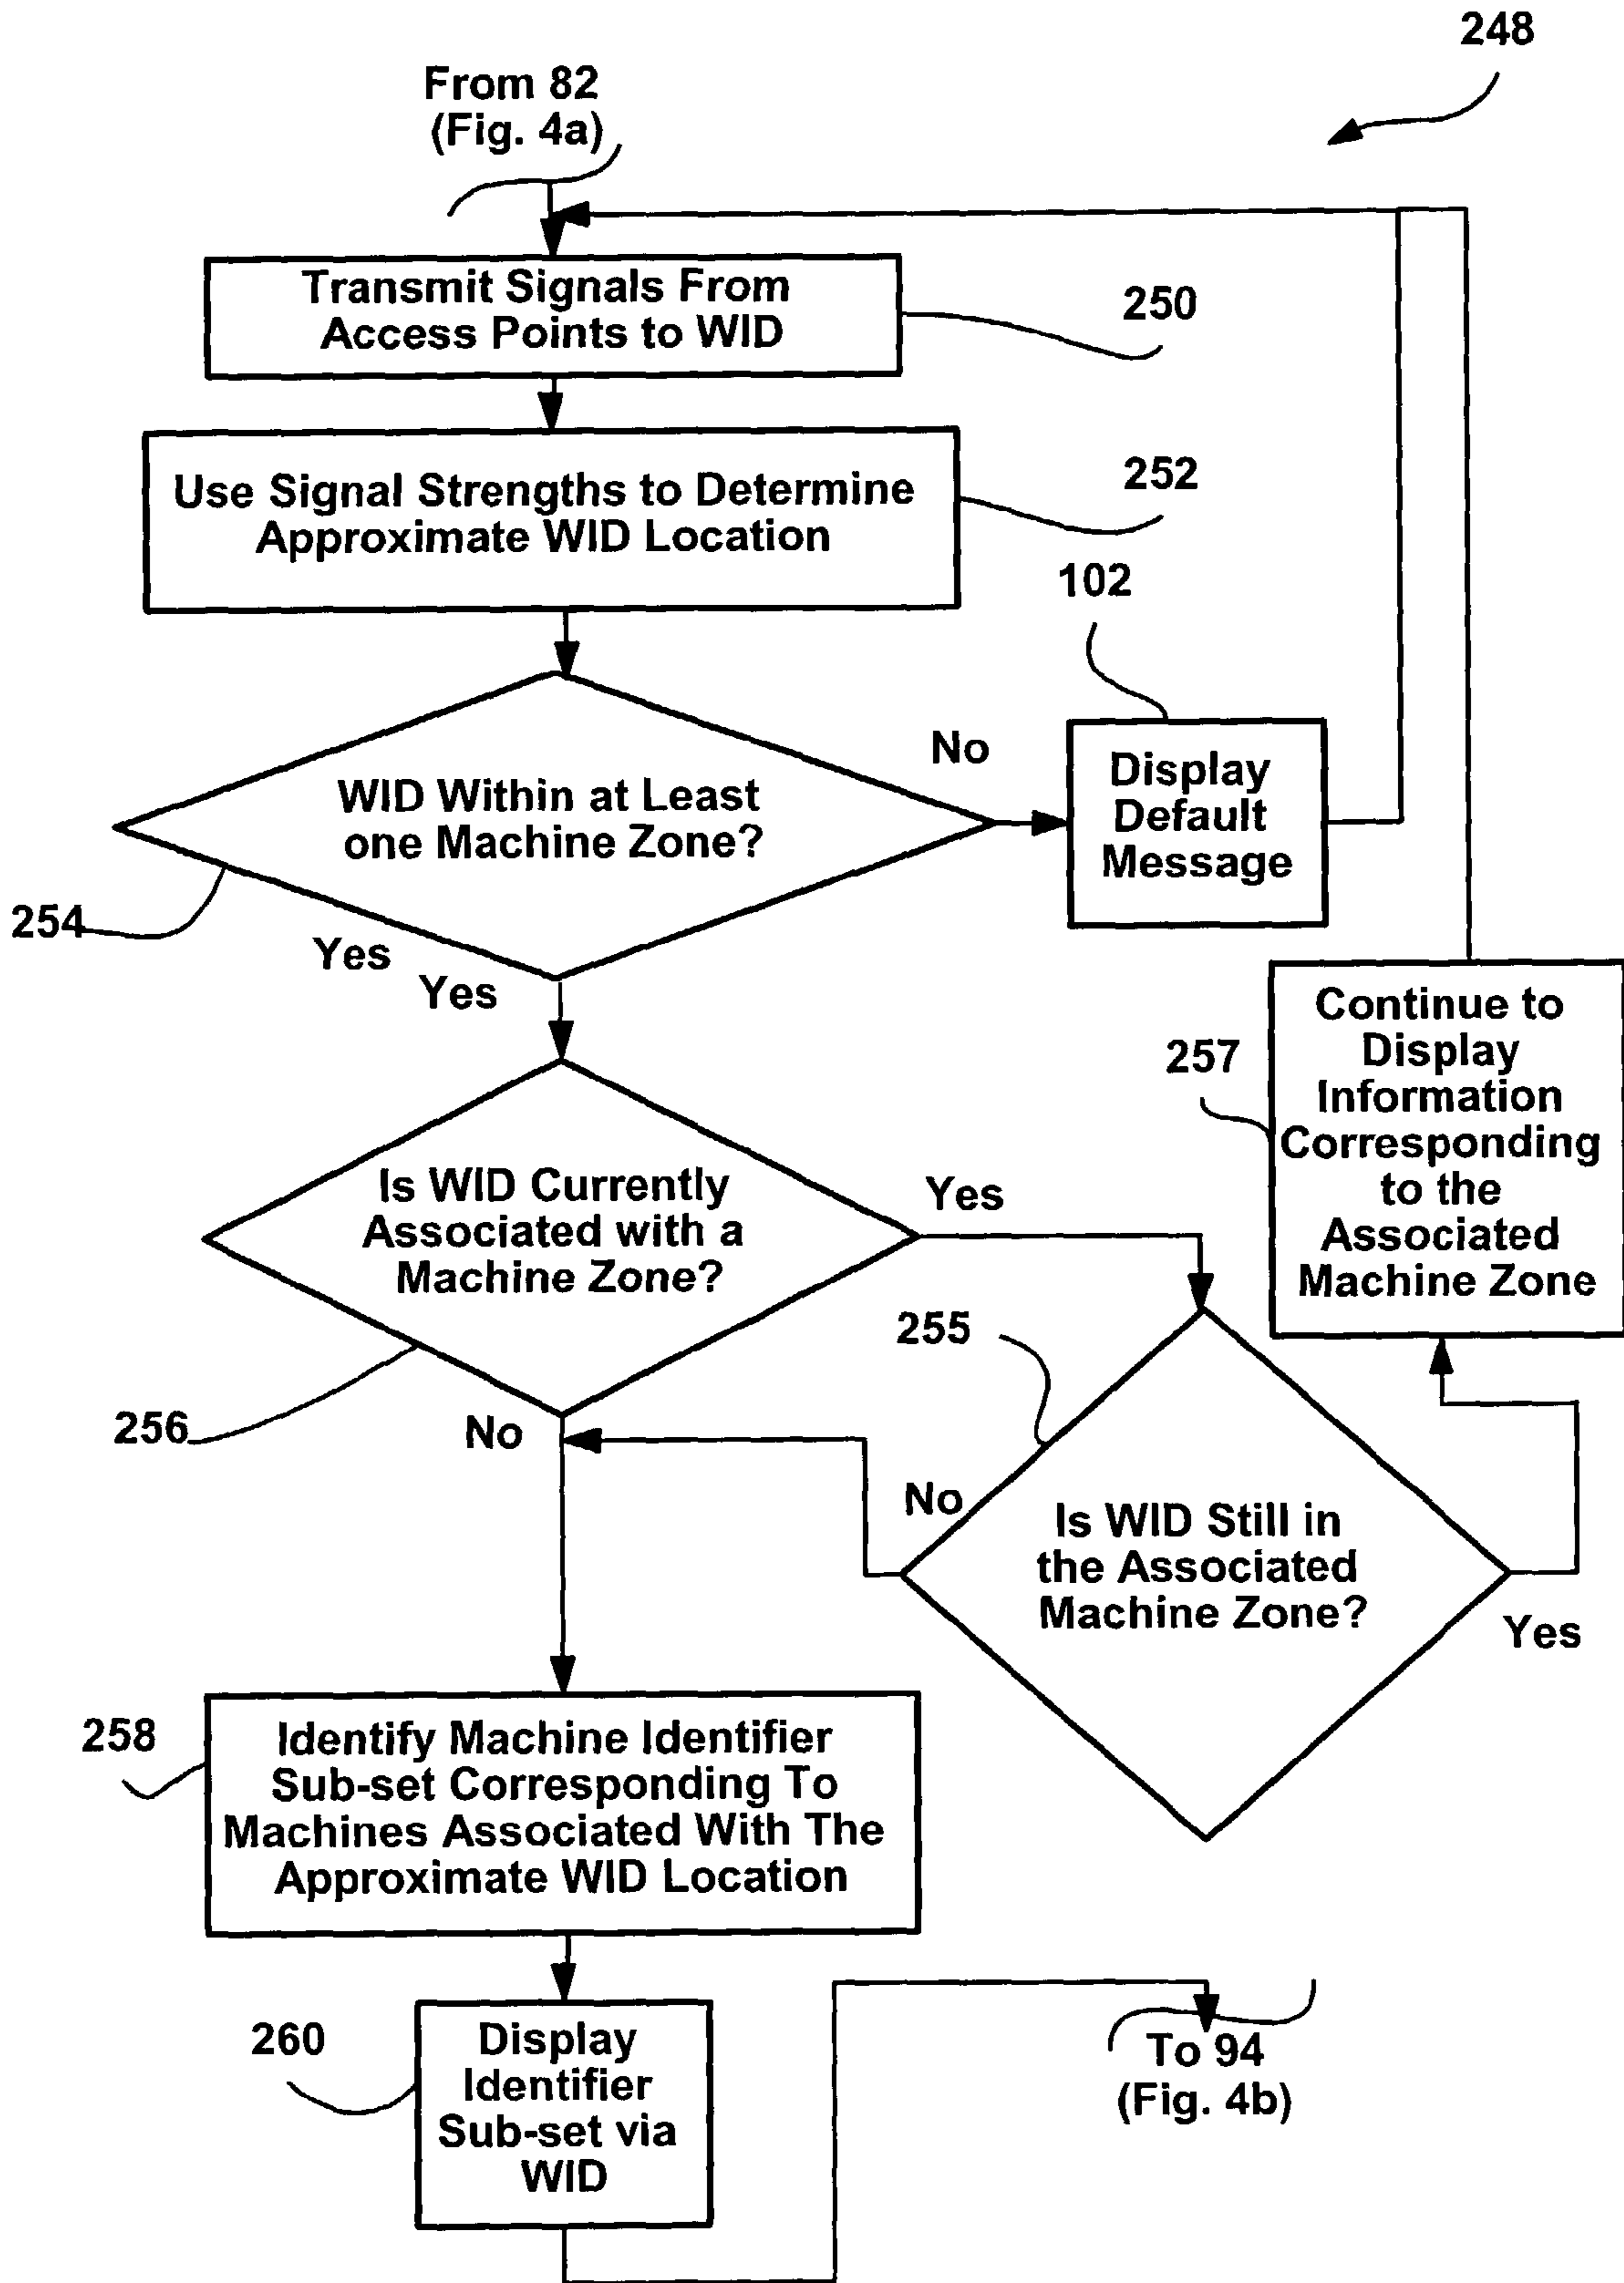 248
From 82
(Fig. 4a)
Transmit Signals From
Access Points to WID
250
Use Signal Strengths to Determine
Approximate WID Location
252
102
WID Within at Least
one Machine Zone?
No
Display
Default
Message
254
Yes
Yes
Continue to
Display
Information
Corresponding
to the
Associated
Machine Zone
257
Is WID Currently
Associated with a
Machine Zone?
Yes
255
256
No
No
Is WID Still in
the Associated
Machine Zone?
Yes
258
Identify Machine Identifier
Sub-set Corresponding To
Machines Associated With The
Approximate WID Location
260
Display
Identifier
Sub-set via
WID
To 94
(Fig. 4b)